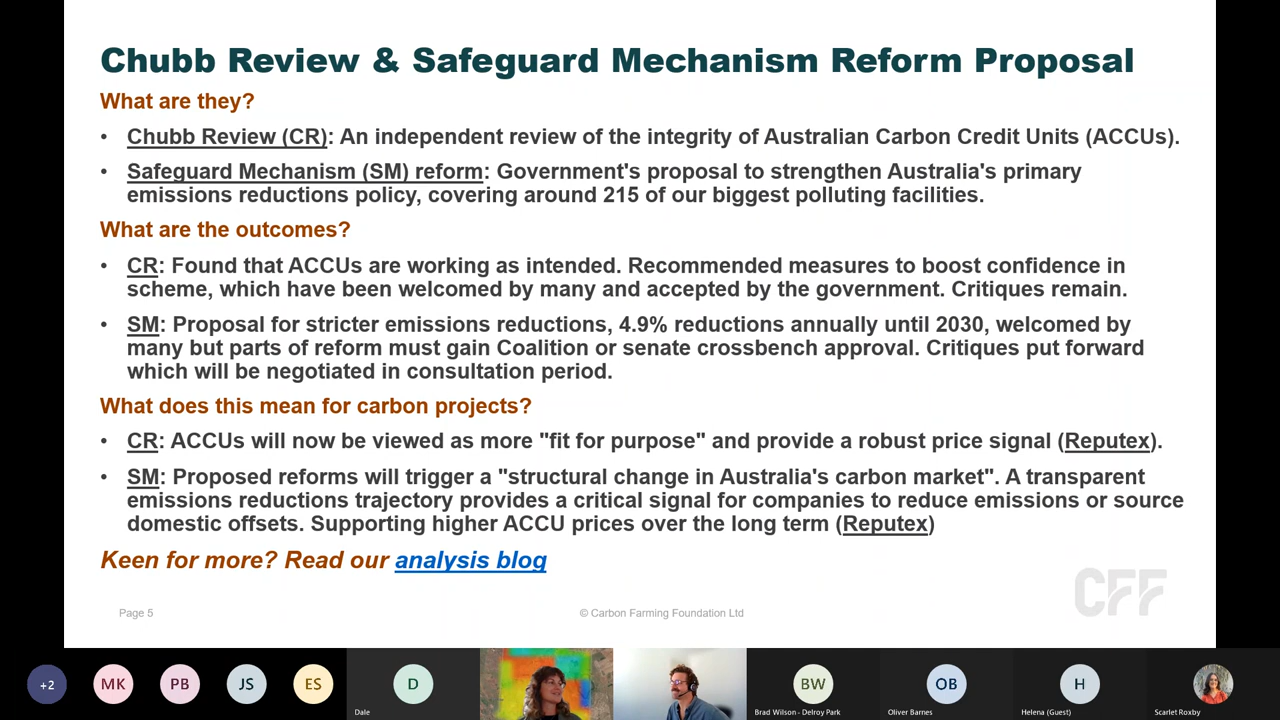 Chubb Review & Safeguard Mechanism Reform Proposal
What are they?
• Chubb Review (CR): An independent review of the integrity of Australian Carbon Credit Units (ACCUs).
• Safeguard Mechanism (SM) reform: Government's proposal to strengthen Australia's primary
emissions reductions policy, covering around 215 of our biggest polluting facilities.
What are the outcomes?
• CR: Found that ACCUs are working as intended. Recommended measures to boost confidence in
scheme, which have been welcomed by many and accepted by the government. Critiques remain.
• SM: Proposal for stricter emissions reductions, 4.9% reductions annually until 2030, welcomed by
many but parts of reform must gain Coalition or senate crossbench approval. Critiques put forward
which will be negotiated in consultation period.
What does this mean for carbon projects?
• CR: ACCUs will now be viewed as more "fit for purpose" and provide a robust price signal (Reputex).
• SM: Proposed reforms will trigger a "structural change in Australia's carbon market". A transparent
emissions reductions trajectory provides a critical signal for companies to reduce emissions or source
domestic offsets. Supporting higher ACCU prices over the long term (Reputex)
Keen for more? Read our analysis blog
CFF
Page 5
© Carbon Farming Foundation Ltd
+2
MK
PB
JS
ES
D
BW
OB
H
Dale
Brad Wilson - Delroy Park
Oliver Barnes
Helena (Guest)
Scarlet Roxby